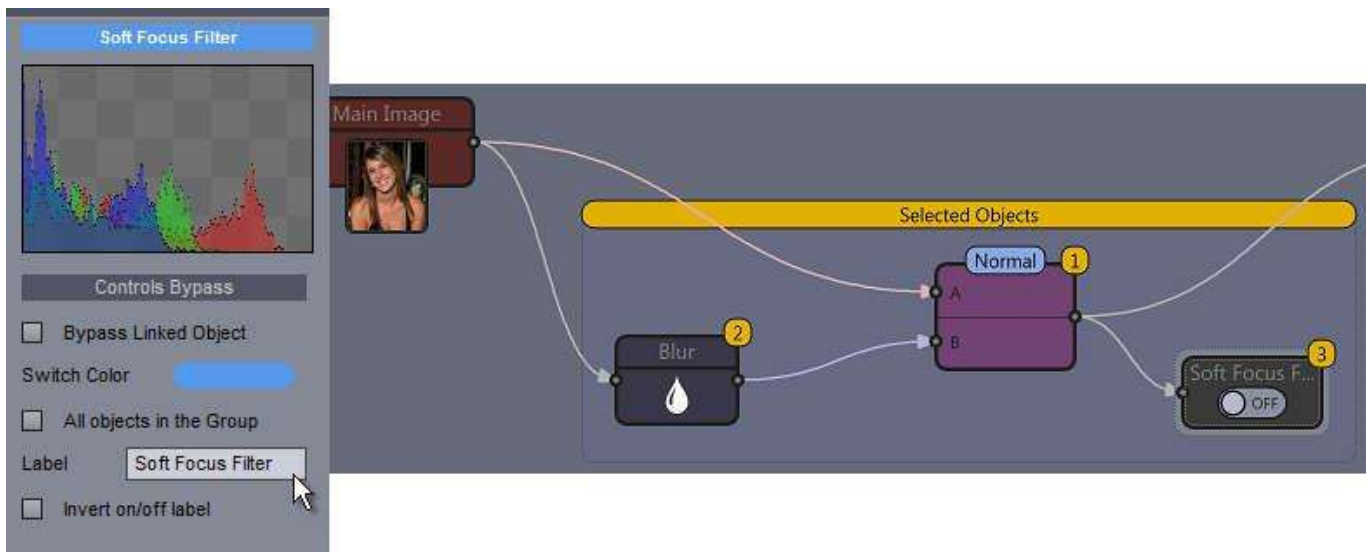 Soft Focus Filter
Controls Bypass
Bypass Linked Object
Switch Color
All objects in the Group
Label Soft Focus Filter
Invert on/off label
Main Image
Selected Objects
Normal 1
A
B
Blur 2
Soft Focus F... 3
OFF